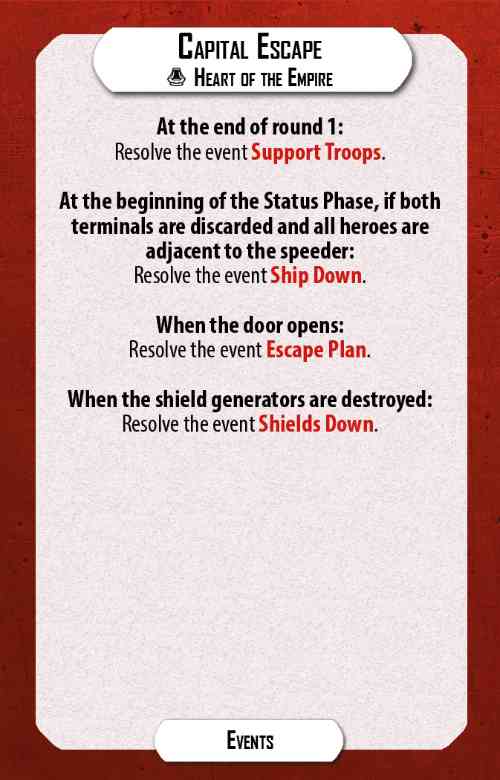 Capital Escape
Heart of the Empire
At the end of round 1:
Resolve the event Support Troops.
At the beginning of the Status Phase, if both
terminals are discarded and all heroes are
adjacent to the speeder:
Resolve the event Ship Down.
When the door opens:
Resolve the event Escape Plan.
When the shield generators are destroyed:
Resolve the event Shields Down.
Events